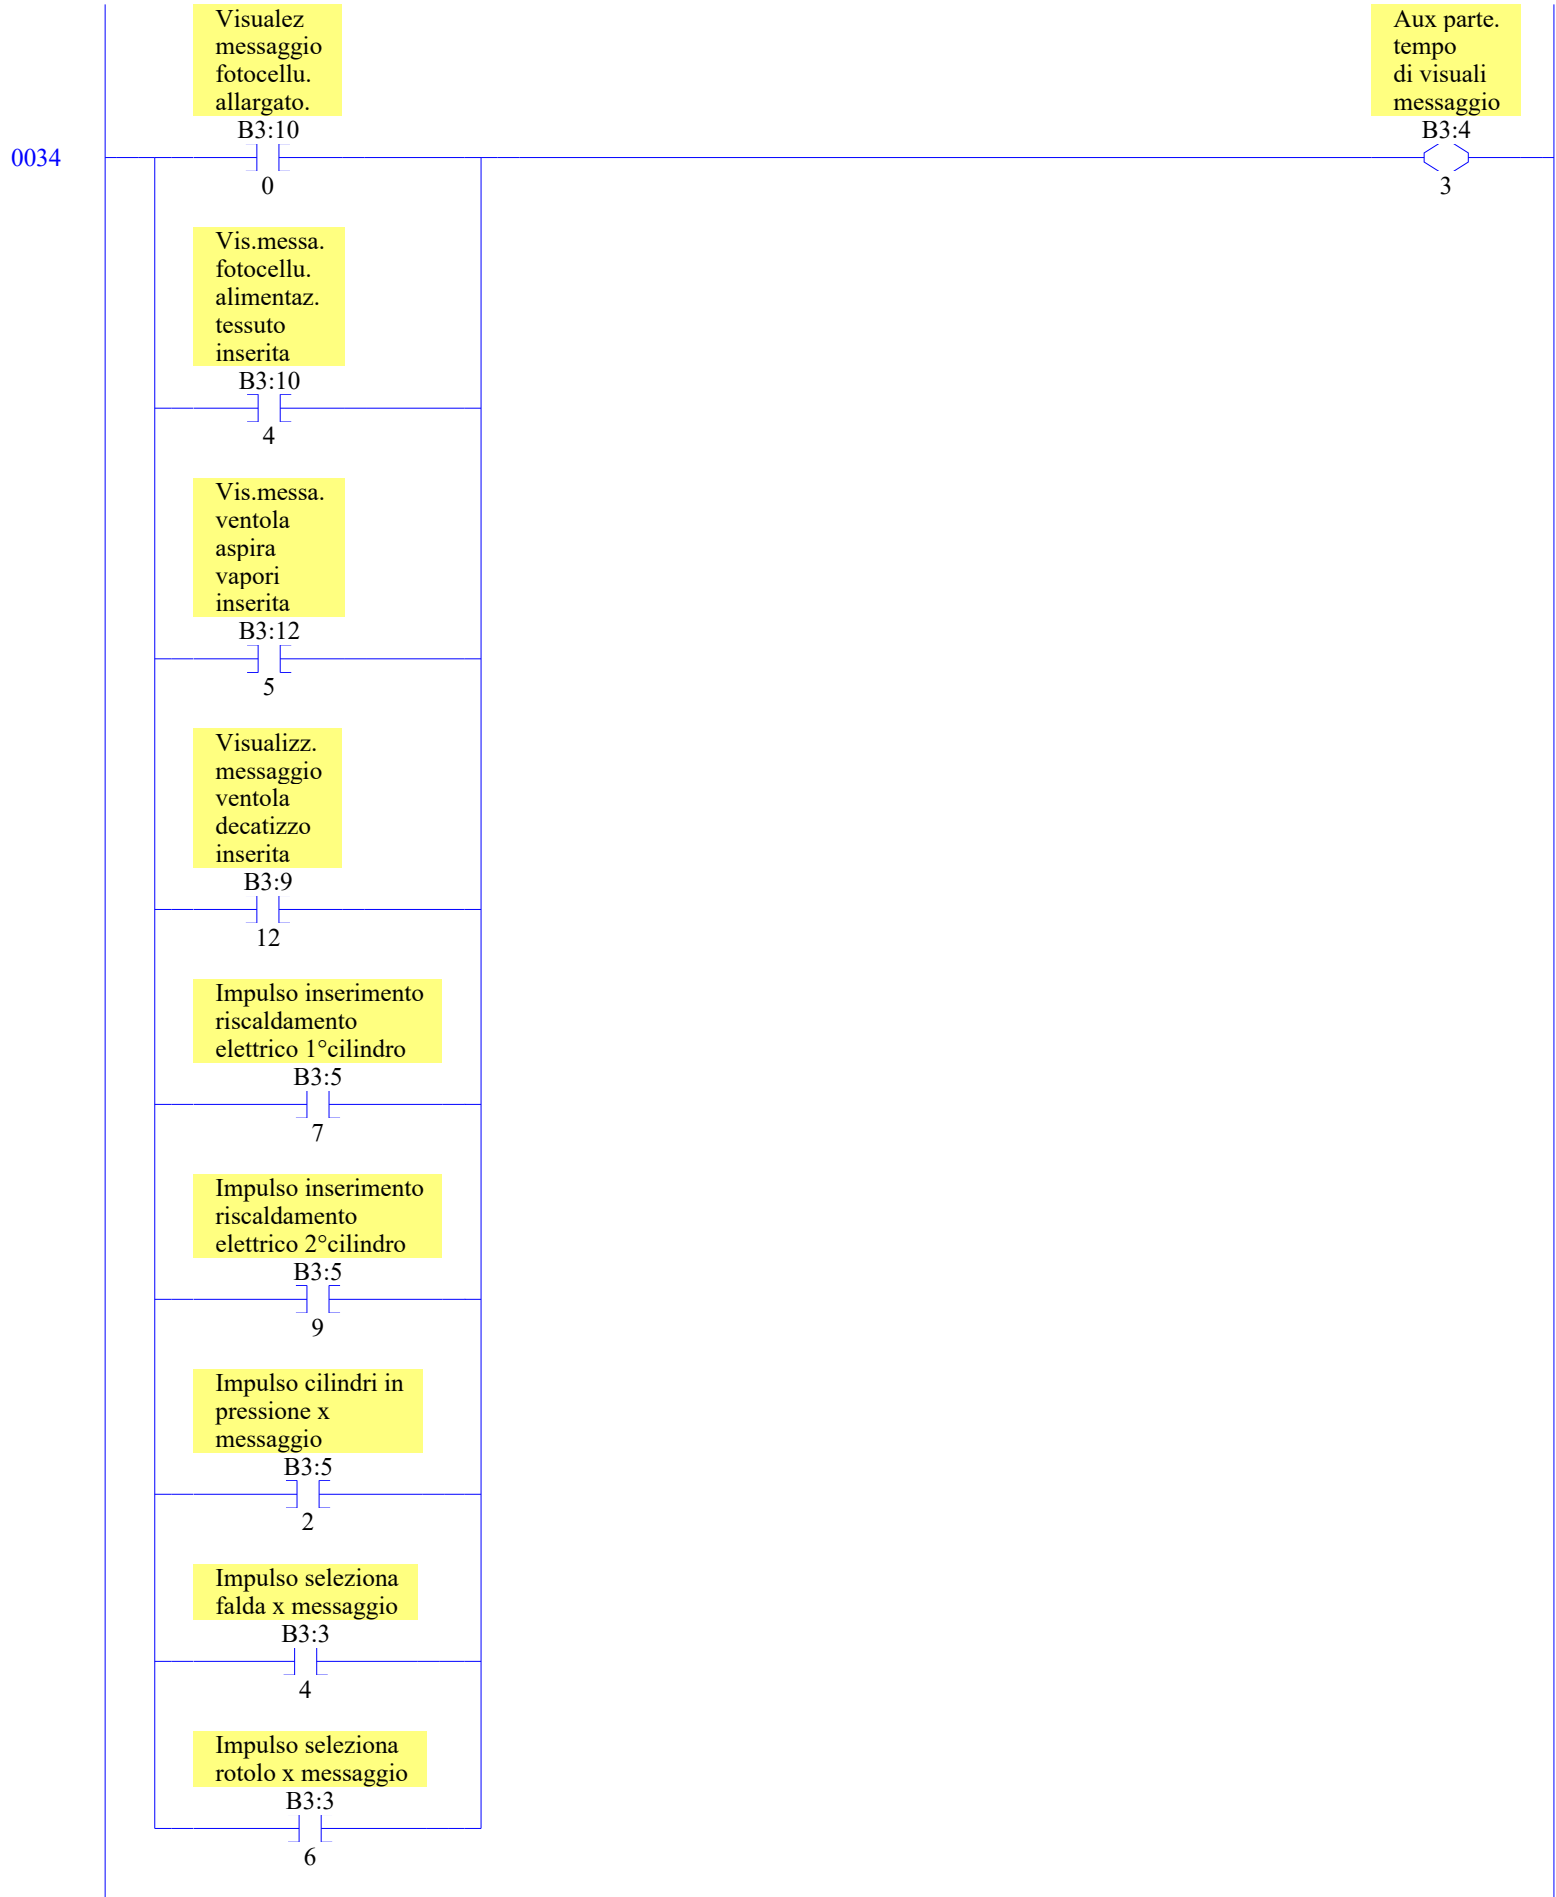 Visualez
messaggio
fotocellu.
allargato.
B3:10
0
Aux parte.
tempo
di visuali
messaggio
B3:4
3
0034
Vis.messa.
fotocellu.
alimentaz.
tessuto
inserita
B3:10
4
Vis.messa.
ventola
aspira
vapori
inserita
B3:12
5
Visualizz.
messaggio
ventola
decatizzo
inserita
B3:9
12
Impulso inserimento
riscaldamento
elettrico 1°cilindro
B3:5
7
Impulso inserimento
riscaldamento
elettrico 2°cilindro
B3:5
9
Impulso cilindri in
pressione x
messaggio
B3:5
2
Impulso seleziona
falda x messaggio
B3:3
4
Impulso seleziona
rotolo x messaggio
B3:3
6